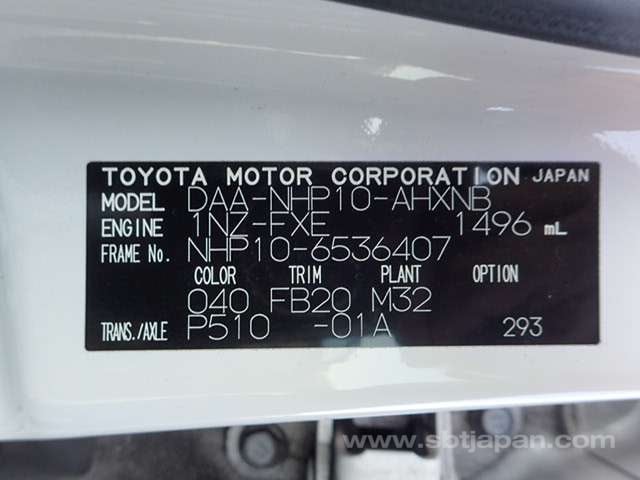 TOYOTA MOTOR CORPORATION JAPAN
MODEL DAA-NHP10-AHXNB
ENGINE 1NZ-FXE 1496 mL
FRAME No. NHP10-6536407
COLOR TRIM PLANT OPTION
040 FB20 M32
TRANS./AXLE P510 -01A 293
www.sbtjapan.com